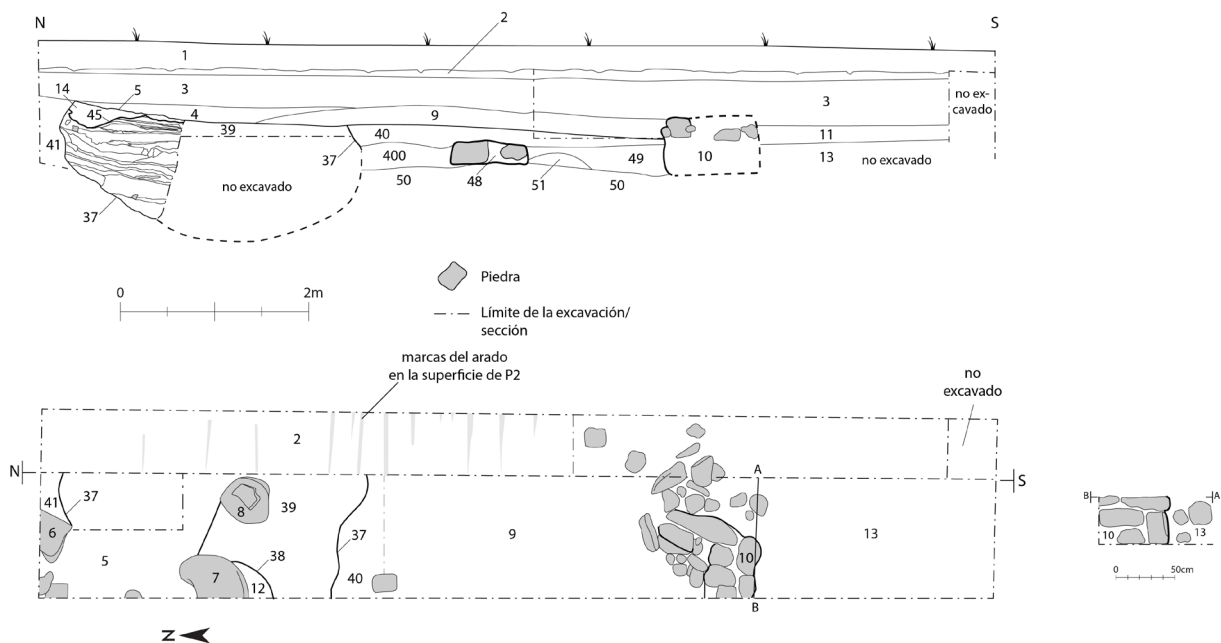 N
2
S
1
14
5
3
4
9
3
no ex-
cavado
45
39
40
11
41
37
400
49
10
13
no excavado
50
48
51
50
no excavado
37
0
2m
Piedra
Límite de la excavación/
sección
marcas del arado
en la superficie de P2
no
excavado
2
N
A
S
41
37
39
8
6
37
9
13
B
A
5
38
10
10
13
7
12
40
0
50cm
B
N